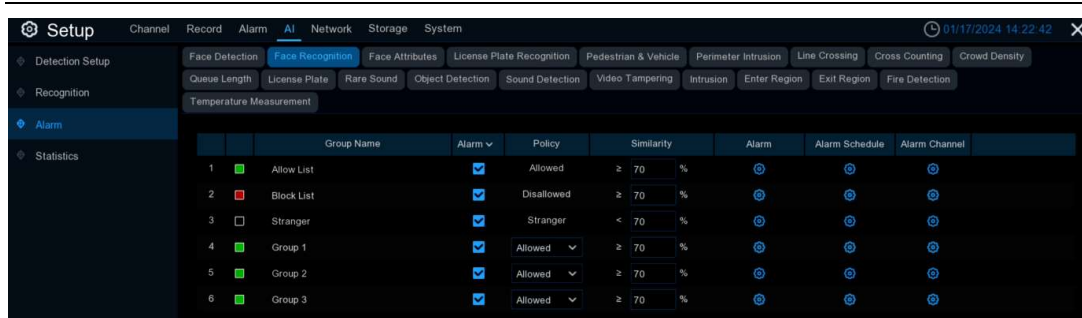 Setup Channel Record Alarm AI Network Storage System 01/17/2024 14:22:42
Detection Setup
Recognition
Alarm
Statistics
Face Detection Face Recognition Face Attributes License Plate Recognition Pedestrian & Vehicle Perimeter Intrusion Line Crossing Cross Counting Crowd Density
Queue Length License Plate Rare Sound Object Detection Sound Detection Video Tampering Intrusion Enter Region Exit Region Fire Detection
Temperature Measurement
Group Name Alarm Policy Similarity Alarm Alarm Schedule Alarm Channel
1 Allow List Allowed ≥ 70 %
2 Block List Disallowed ≥ 70 %
3 Stranger Stranger < 70 %
4 Group 1 Allowed ≥ 70 %
5 Group 2 Allowed ≥ 70 %
6 Group 3 Allowed ≥ 70 %